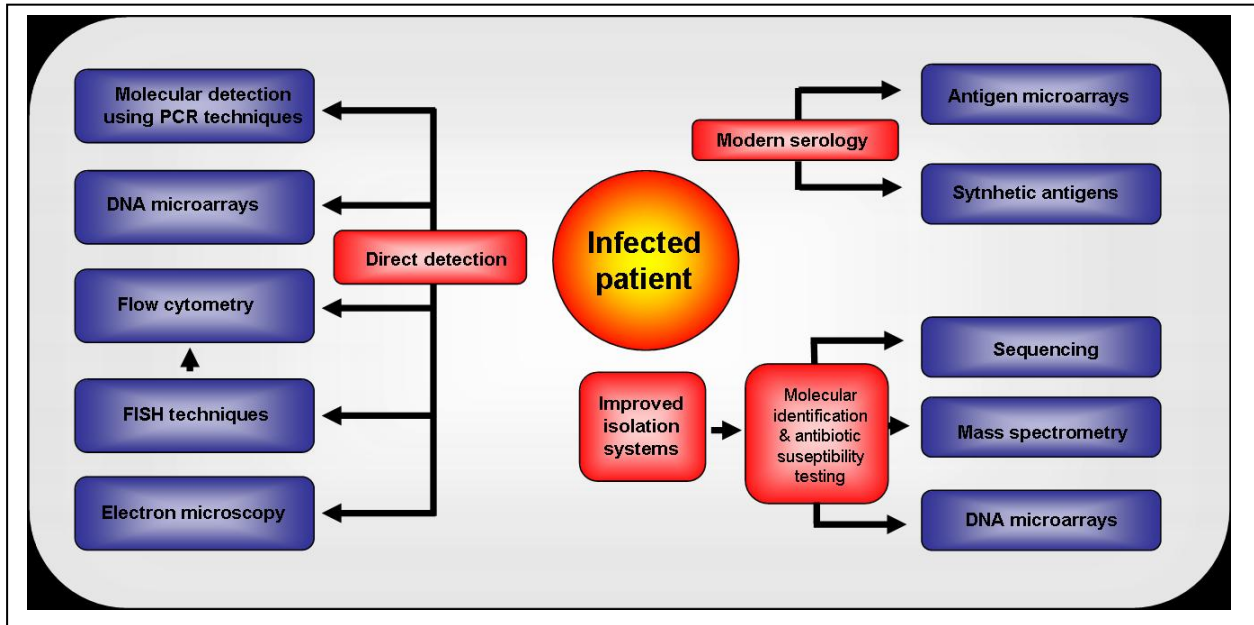 Molecular detection
using PCR techniques
DNA microarrays
Flow cytometry
FISH techniques
Electron microscopy
Direct detection
Infected
patient
Modern serology
Antigen microarrays
Sytnhetic antigens
Improved
isolation
systems
Molecular
identification
& antibiotic
suseptibility
testing
Sequencing
Mass spectrometry
DNA microarrays